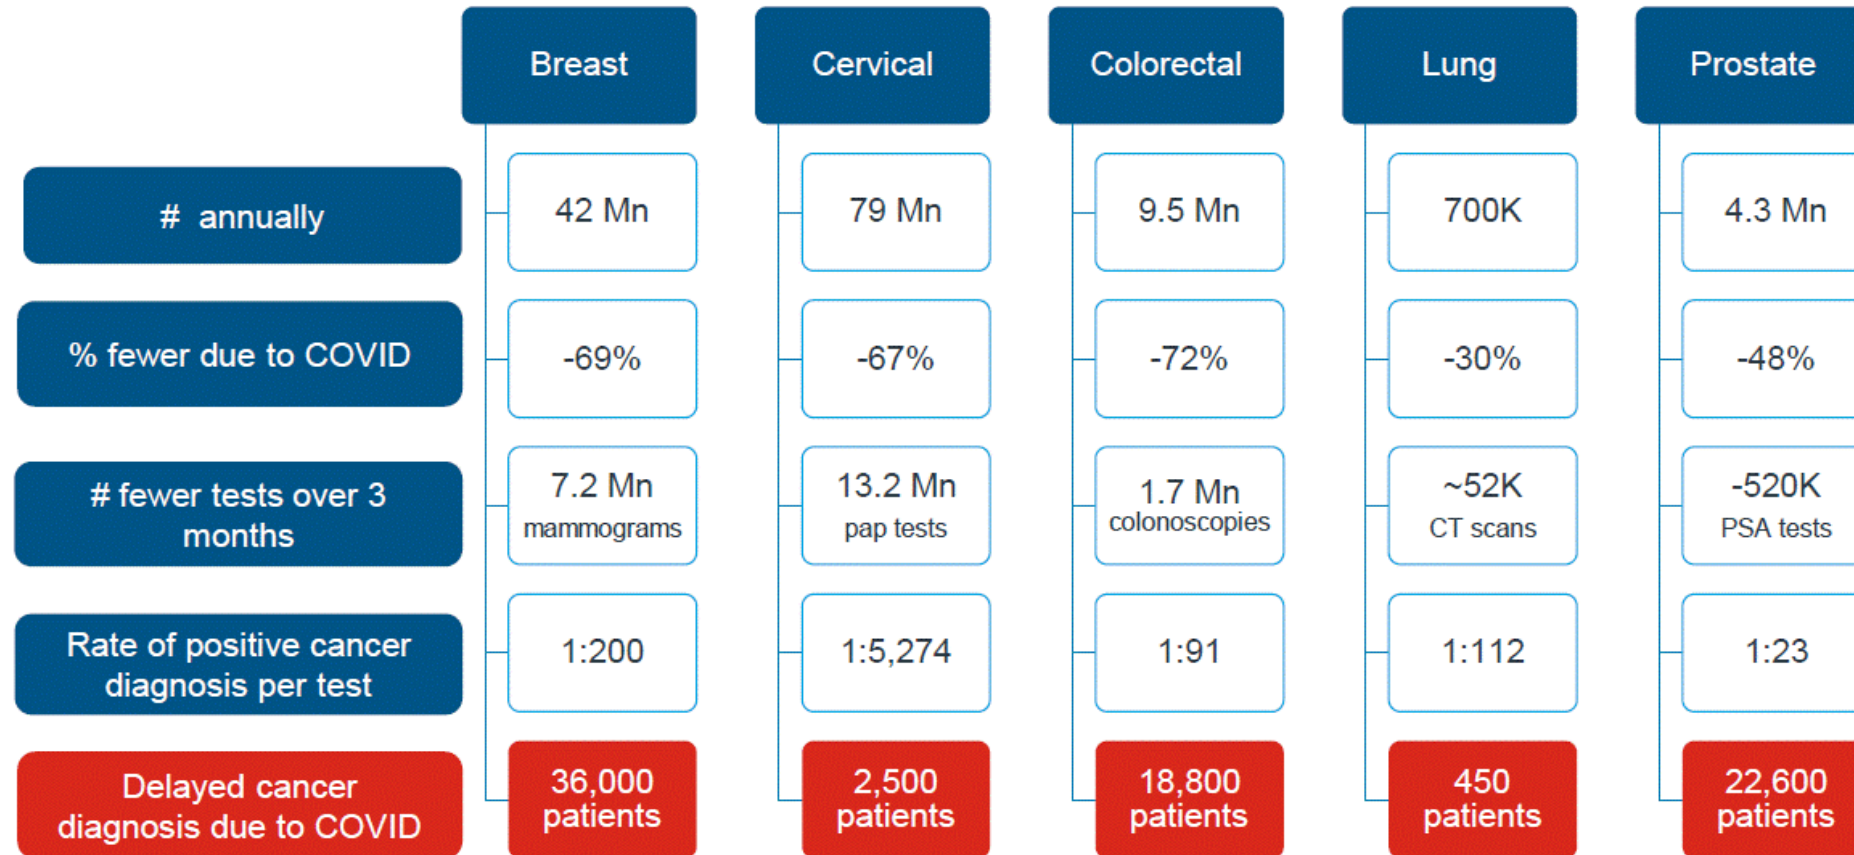 Breast
Cervical
Colorectal
Lung
Prostate
# annually
42 Mn
79 Mn
9.5 Mn
700K
4.3 Mn
% fewer due to COVID
-69%
-67%
-72%
-30%
-48%
# fewer tests over 3
months
7.2 Mn
mammograms
13.2 Mn
pap tests
1.7 Mn
colonoscopies
~52K
CT scans
-520K
PSA tests
Rate of positive cancer
diagnosis per test
1:200
1:5,274
1:91
1:112
1:23
Delayed cancer
diagnosis due to COVID
36,000
patients
2,500
patients
18,800
patients
450
patients
22,600
patients